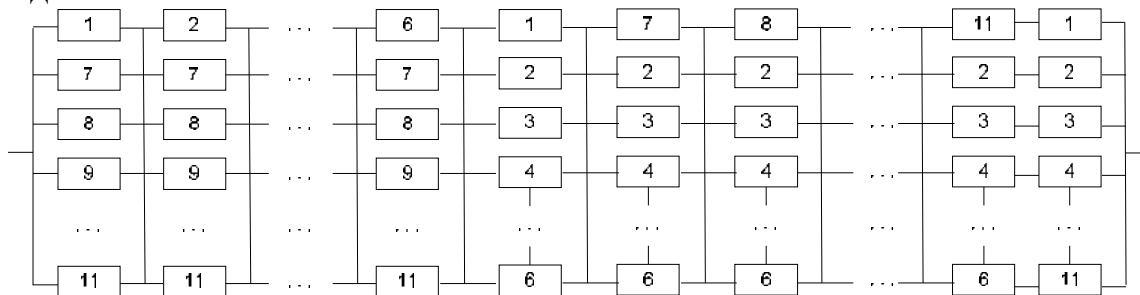 1 2 ... 6 1 7 8 ... 11 1
7 7 ... 7 2 2 2 ... 2 2
8 8 ... 8 3 3 3 ... 3 3
9 9 ... 9 4 4 4 ... 4 4
... ... ... ... ... ... ... ... ... ...
11 11 ... 11 6 6 6 ... 6 11